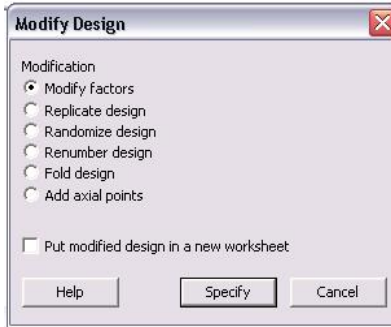 Modify Design
Modification
Modify factors
Replicate design
Randomize design
Renumber design
Fold design
Add axial points
Put modified design in a new worksheet
Help Specify Cancel